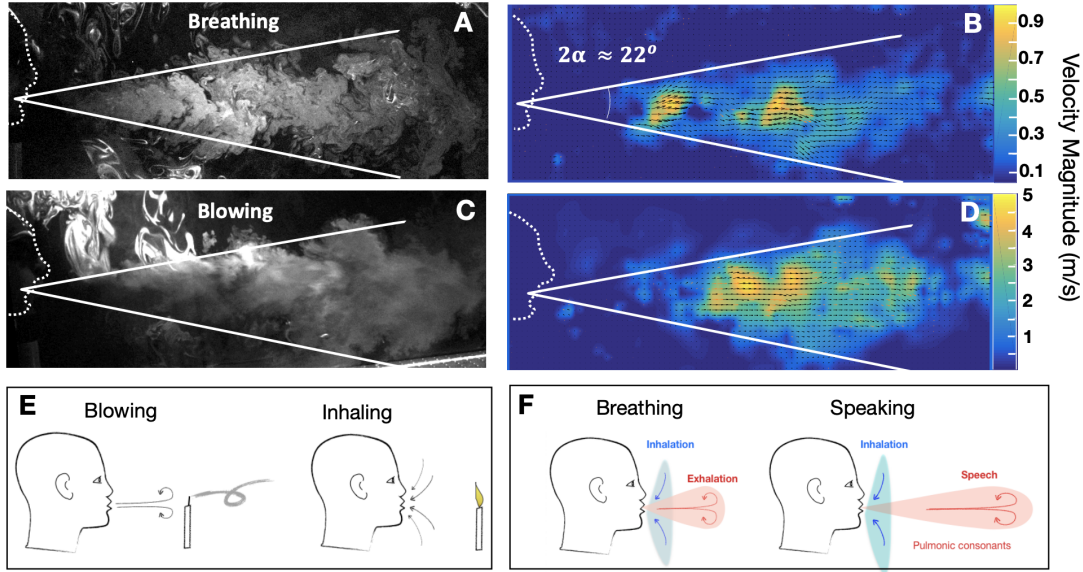 Breathing
A
B
2α ≈ 22°
0.9
0.7
0.5
0.3
0.1
Blowing
C
D
5
4
3
2
1
Velocity Magnitude (m/s)
E
Blowing
Inhaling
F
Breathing
Speaking
Inhalation
Exhalation
Inhalation
Speech
Pulmonic consonants